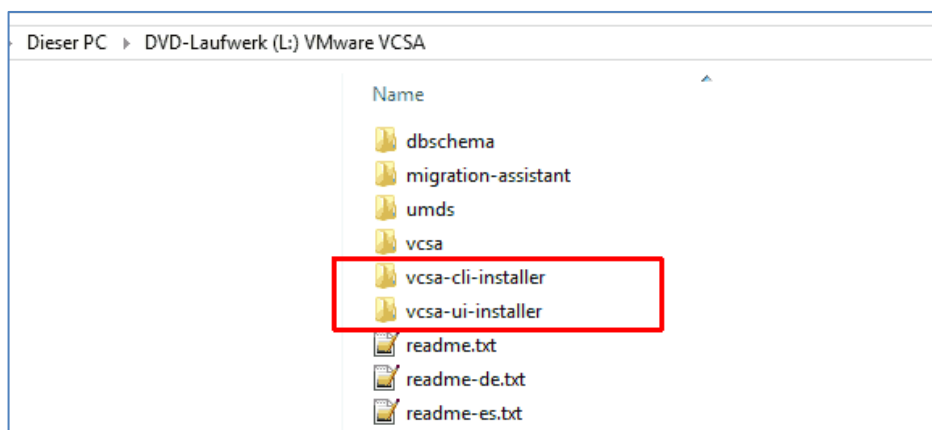 Dieser PC DVD-Laufwerk (L:) VMware VCSA
Name
dbschema
migration-assistant
umds
vcsa
vcsa-cli-installer
vcsa-ui-installer
readme.txt
readme-de.txt
readme-es.txt